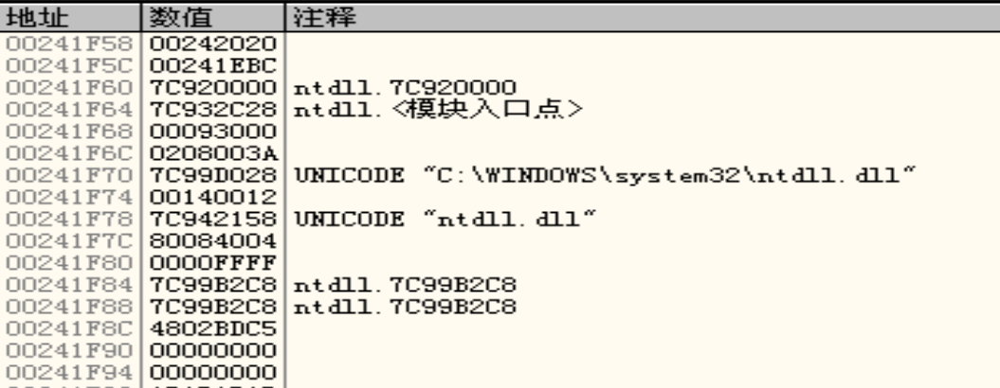 地址 数值 注释
00241F58 00242020
00241F5C 00241EBC
00241F60 7C920000 ntdll.7C920000
00241F64 7C932C28 ntdll.<模块入口点>
00241F68 00093000
00241F6C 0208003A
00241F70 7C99D028 UNICODE "C:\WINDOWS\system32\ntdll.dll"
00241F74 00140012
00241F78 7C942158 UNICODE "ntdll.dll"
00241F7C 80084004
00241F80 0000FFFF
00241F84 7C99B2C8 ntdll.7C99B2C8
00241F88 7C99B2C8 ntdll.7C99B2C8
00241F8C 4802BDC5
00241F90 00000000
00241F94 00000000